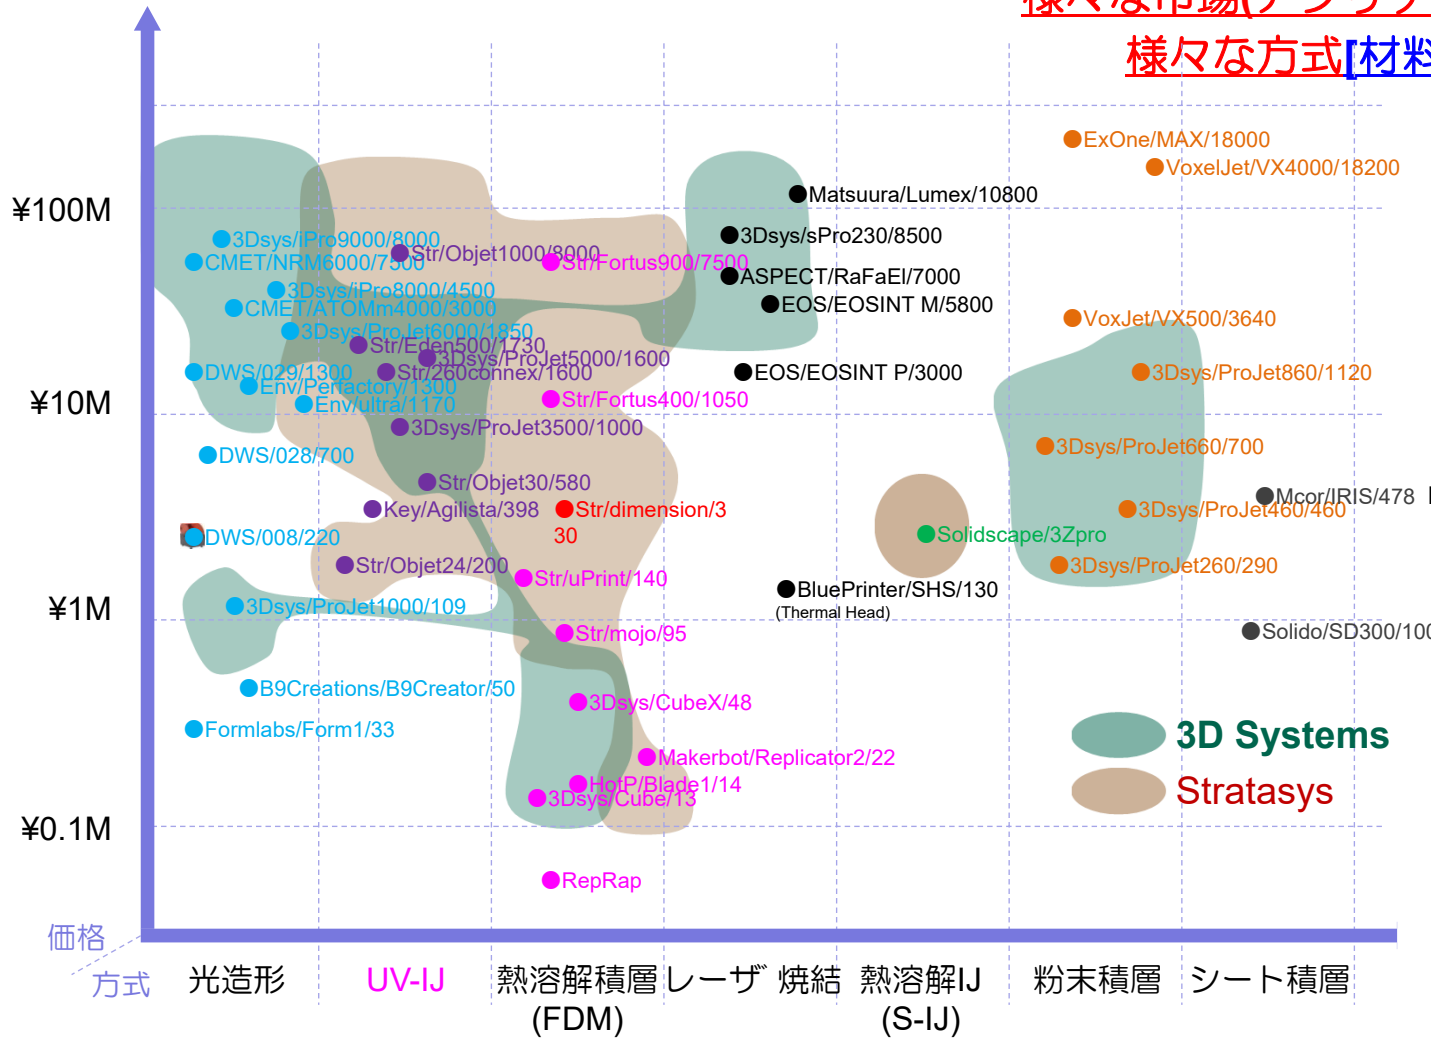 様々な方式[材料
ExOne/MAX/18000
VoxelJet/VX4000/18200
¥100M
Matsuura/Lumex/10800
3Dsys/iPro9000/8000
3Dsys/sPro230/8500
Str/Objet1000/8000
CMET/NRM6000/7500
Str/Fortus900/7500
ASPECT/RaFaEl/7000
3Dsys/iPro8000/4500
EOS/EOSINT M/5800
CMET/ATOMm4000/3000
VoxJet/VX500/3640
3Dsys/ProJet6000/1850
Str/Eden500/1730
3Dsys/ProJet5000/1600
DWS/029/1300
Str/260connex/1600
EOS/EOSINT P/3000
3Dsys/ProJet860/1120
Env/Perfactory/1300
¥10M
Env/ultra/1170
Str/Fortus400/1050
3Dsys/ProJet3500/1000
3Dsys/ProJet660/700
DWS/028/700
Str/Objet30/580
Mcor/IRIS/478
Key/Agilista/398
Str/dimension/3
30
3Dsys/ProJet460/460
DWS/008/220
Solidscape/3Zpro
Str/Objet24/200
3Dsys/ProJet260/290
Str/uPrint/140
BluePrinter/SHS/130
(Thermal Head)
¥1M
3Dsys/ProJet1000/109
Str/mojo/95
Solido/SD300/100
B9Creations/B9Creator/50
3Dsys/CubeX/48
Formlabs/Form1/33
3D Systems
Makerbot/Replicator2/22
HotP/Blade1/14
3Dsys/Cube/13
Stratasys
¥0.1M
RepRap
価格
方式
光造形
UV-IJ
熱溶解積層
(FDM)
レーザ 焼結
熱溶解IJ
(S-IJ)
粉末積層
シート積層